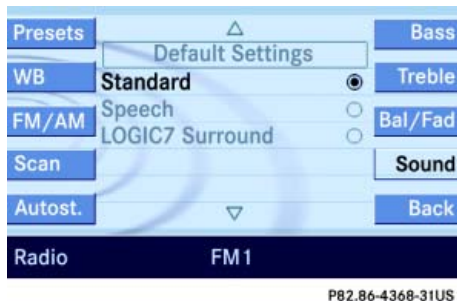 Presets
Default Settings
Bass
WB
Standard
Treble
FM/AM
Speech
Bal/Fad
LOGIC7 Surround
Scan
Sound
Autost.
Back
Radio FM1
P82.86-4368-31US